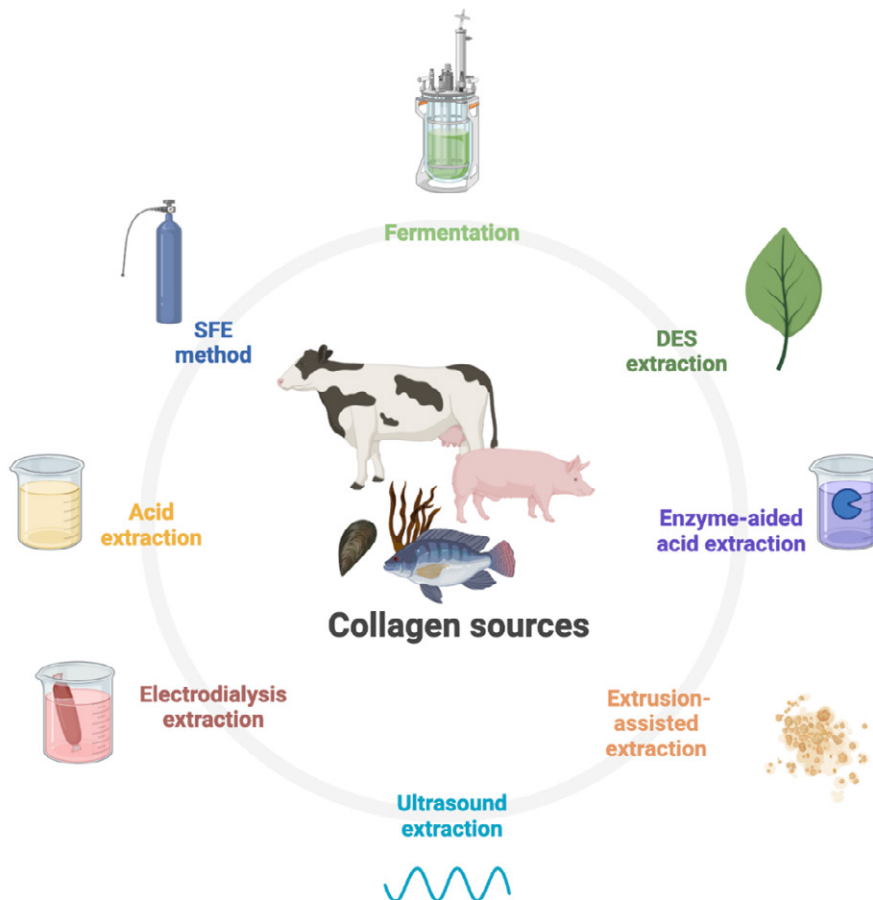 Fermentation
SFE
method
DES
extraction
Acid
extraction
Enzyme-aided
acid extraction
Collagen sources
Electrodialysis
extraction
Extrusion-
assisted
extraction
Ultrasound
extraction